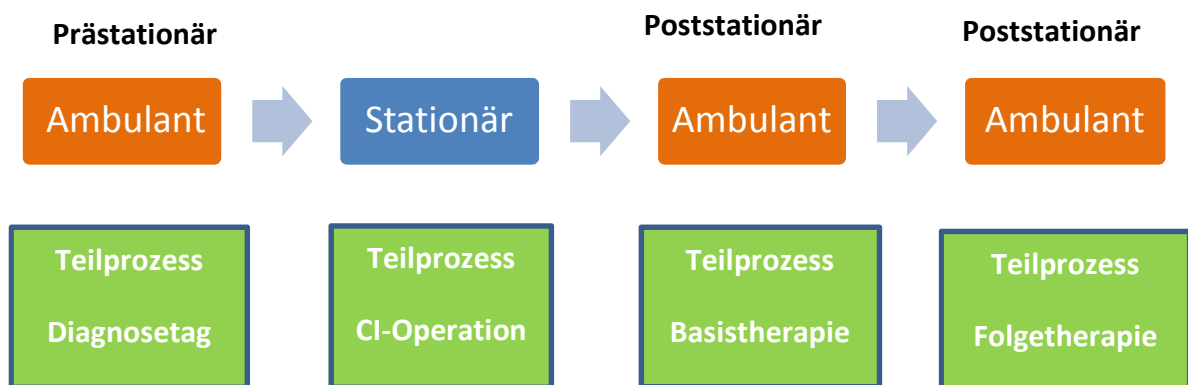 Prästationär
Poststationär
Poststationär
Ambulant
Stationär
Ambulant
Ambulant
Teilprozess
Diagnosetag
Teilprozess
CI-Operation
Teilprozess
Basistherapie
Teilprozess
Folgetherapie